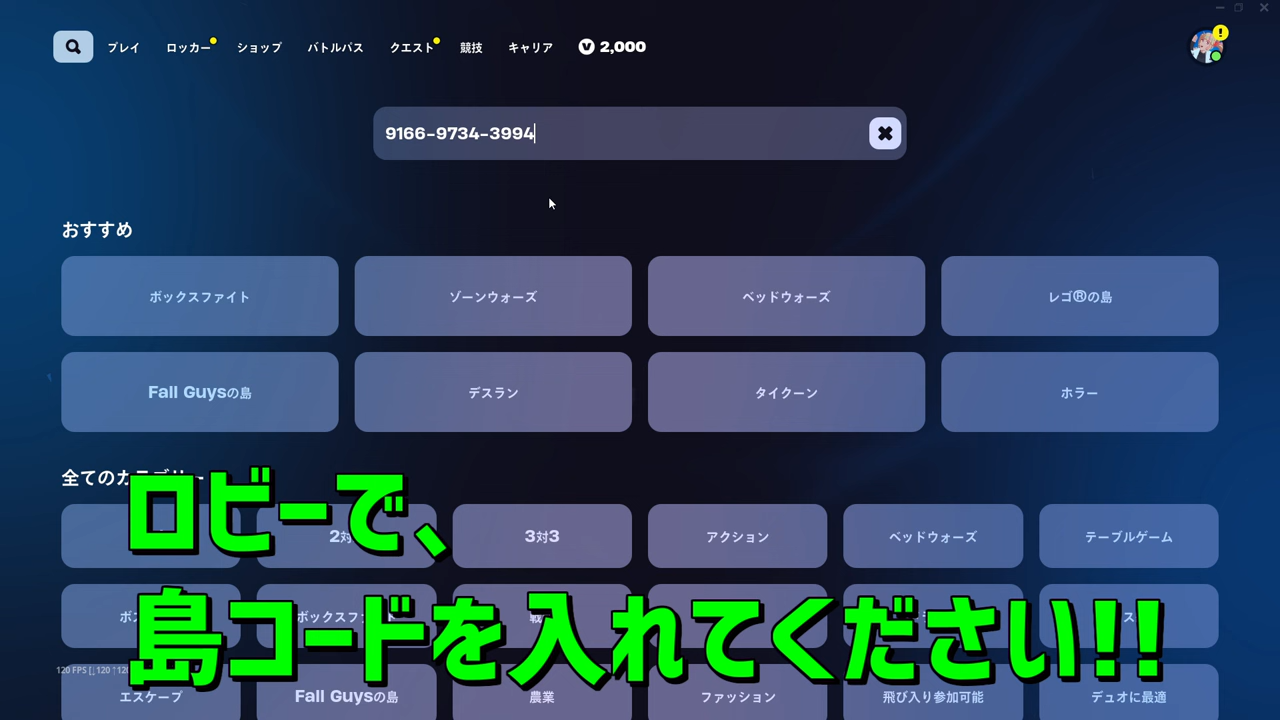 プレイ ロッカー ショップ バトルパス クエスト 競技 キャリア V 2,000 !
9166-9734-3994
おすすめ
ボックスファイト ゾーンウォーズ ベッドウォーズ レゴ®の島
Fall Guysの島 デスラン タイクーン ホラー
全てのカテゴリー
ロビーで、
2対 3対3 アクション ベッドウォーズ テーブルゲーム
島コードを入れてください!!
120 FPS
エスケープ Fall Guysの島 農業 ファッション 飛び入り参加可能 デュオに最適